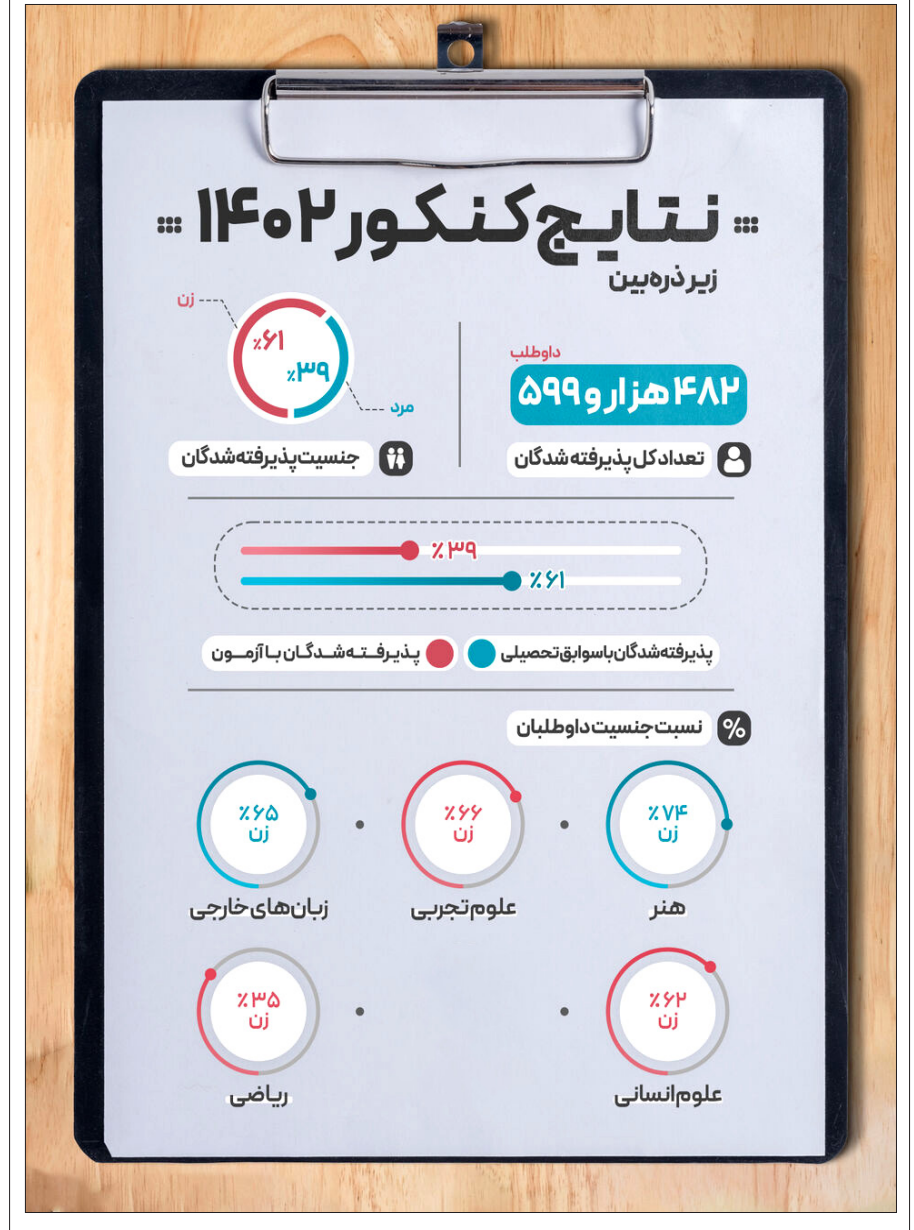 نتایج کنکور ۱۴۰۲
زیر ذره‌بین
داوطلب
۴۸۲ هزار و ۵۹۹
تعداد کل پذیرفته شدگان
زن
٪۶۱
٪۳۹
مرد
جنسیت پذیرفته‌شدگان
٪۳۹
٪۶۱
پذیرفته‌شدگان باسوابق تحصیلی
پذیرفته‌شدگان با آزمون
% نسبت جنسیت داوطلبان
٪۷۴
زن
هنر
٪۶۶
زن
علوم تجربی
٪۶۵
زن
زبان‌های خارجی
٪۶۲
زن
علوم انسانی
٪۳۵
زن
ریاضی